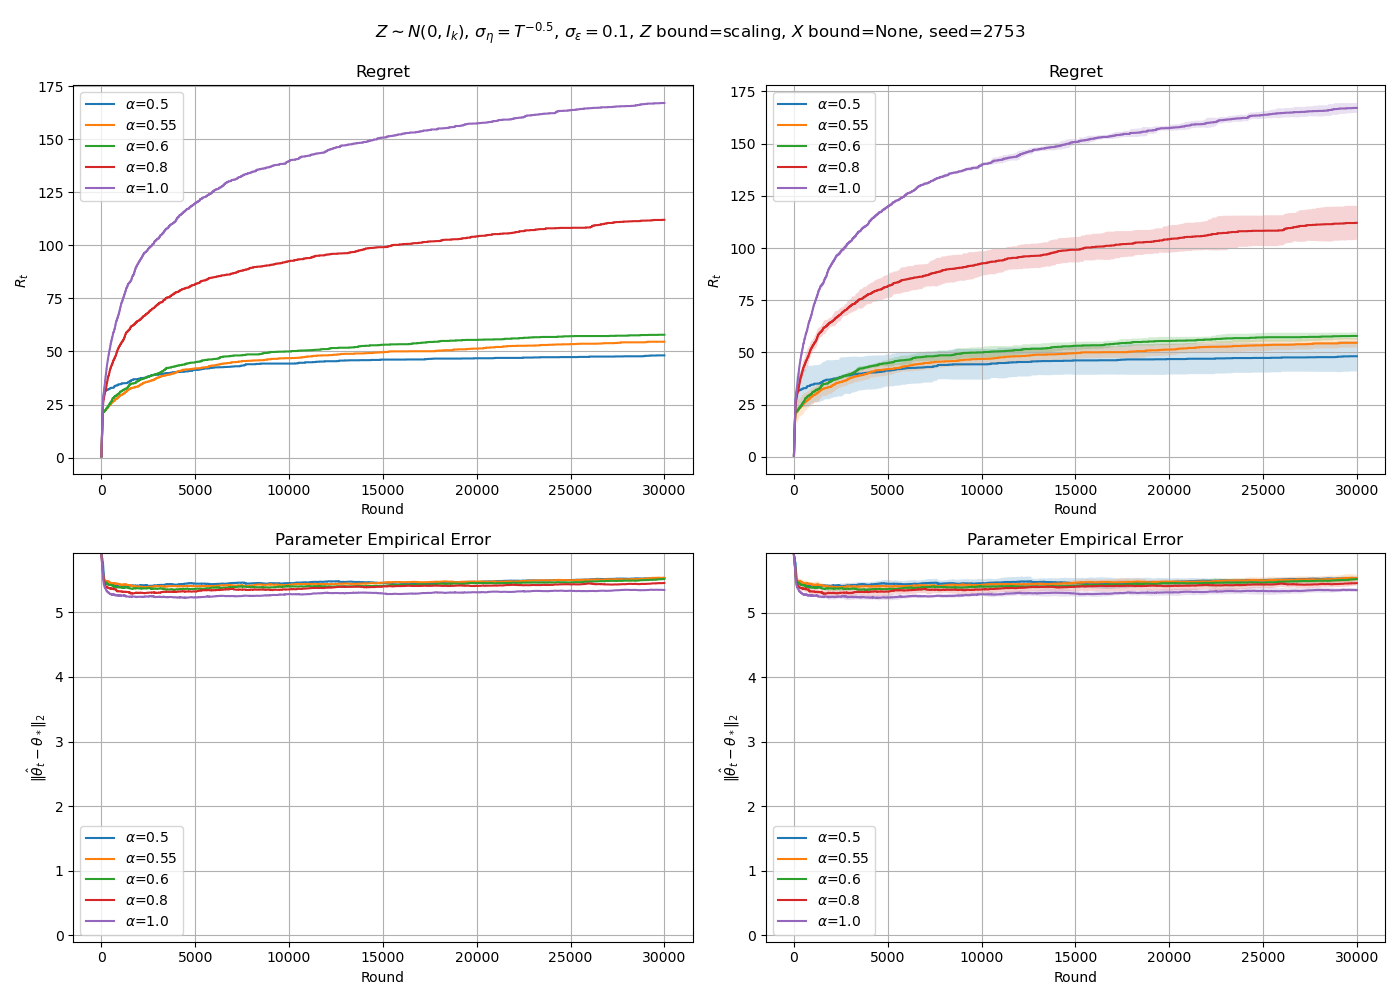 Z ~ N(0, I_k), σ_η = T^{-0.5}, σ_ε = 0.1, Z bound=scaling, X bound=None, seed=2753
Regret
R_t
175
150
125
100
75
50
25
0
α=0.5
α=0.55
α=0.6
α=0.8
α=1.0
0 5000 10000 15000 20000 25000 30000
Round
Regret
R_t
175
150
125
100
75
50
25
0
α=0.5
α=0.55
α=0.6
α=0.8
α=1.0
0 5000 10000 15000 20000 25000 30000
Round
Parameter Empirical Error
‖θ̂_t − θ_*‖₂
5
4
3
2
1
0
α=0.5
α=0.55
α=0.6
α=0.8
α=1.0
0 5000 10000 15000 20000 25000 30000
Round
Parameter Empirical Error
‖θ̂_t − θ_*‖₂
5
4
3
2
1
0
α=0.5
α=0.55
α=0.6
α=0.8
α=1.0
0 5000 10000 15000 20000 25000 30000
Round